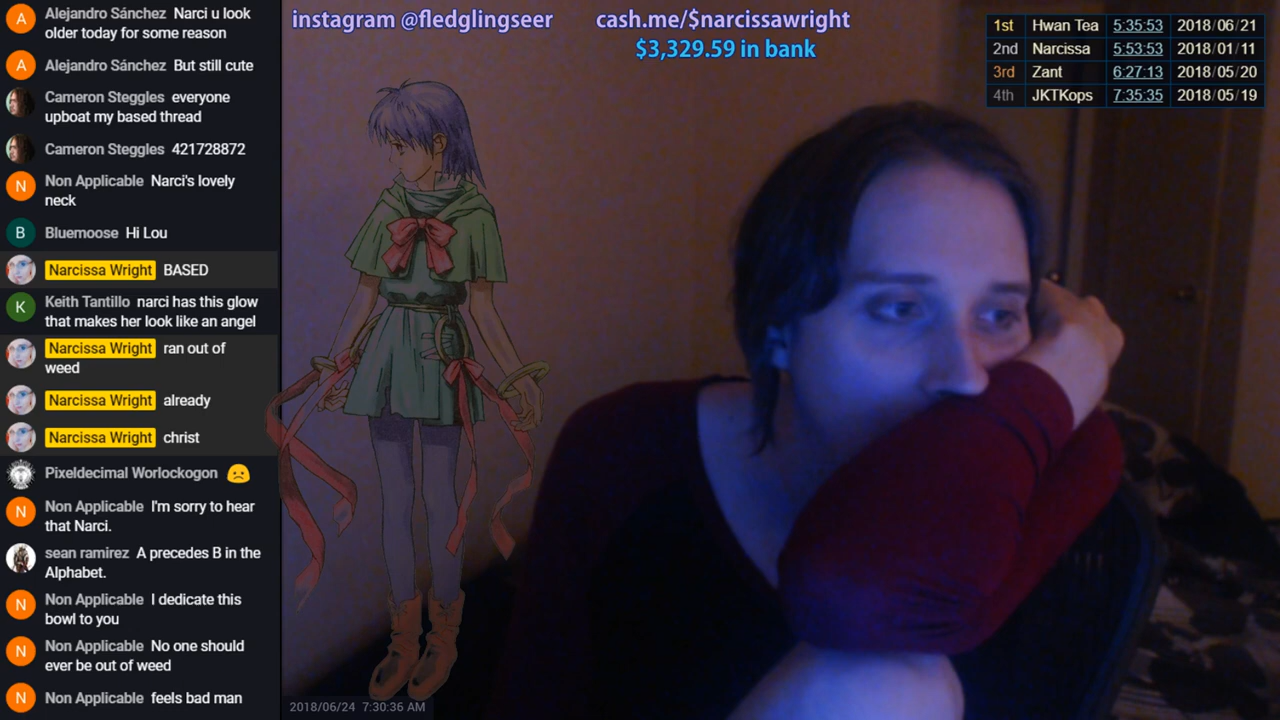 Alejandro Sánchez Narci u look
older today for some reason
Alejandro Sánchez But still cute
Cameron Steggles everyone
upboat my based thread
Cameron Steggles 421728872
N
Non Applicable Narci's lovely
neck
B
Bluemoose Hi Lou
Narcissa Wright BASED
K
Keith Tantillo narci has this glow
that makes her look like an angel
Narcissa Wright ran out of
weed
Narcissa Wright already
Narcissa Wright christ
Pixeldecimal Worlockogon
N
Non Applicable I'm sorry to hear
that Narci.
sean ramirez A precedes B in the
Alphabet.
N
Non Applicable I dedicate this
bowl to you
N
Non Applicable No one should
ever be out of weed
N
Non Applicable feels bad man
A
A
instagram @fledglingseer
cash.me/$narcissawright
$3,329.59 in bank
1st Hwan Tea 5:35:53 2018/06/21
2nd Narcissa 5:53:53 2018/01/11
3rd Zant 6:27:13 2018/05/20
4th JKTKops 7:35:35 2018/05/19
2018/06/24 7:30:36 AM